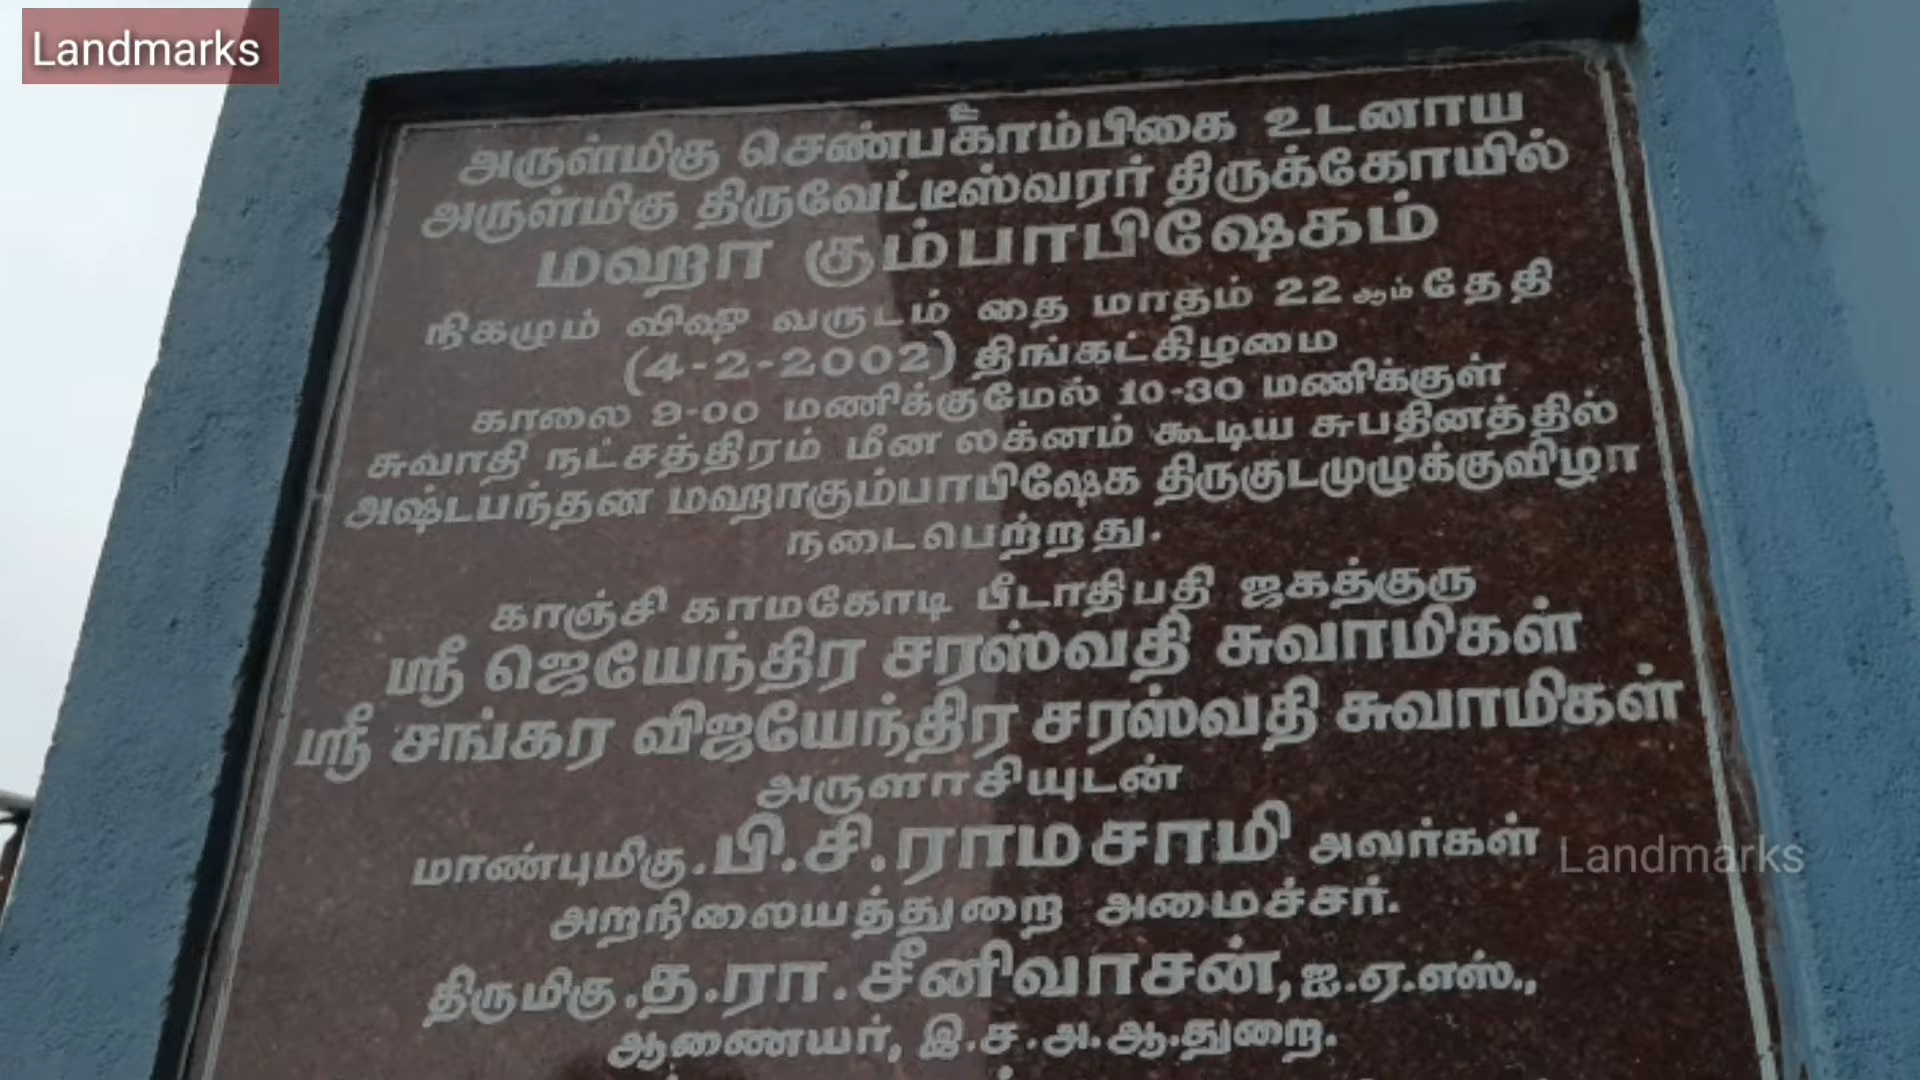 Landmarks
அருள்மிகு செண்பகாம்பிகை உடனாய
அருள்மிகு திருவேட்டீஸ்வரர் திருக்கோயில்
மஹா கும்பாபிஷேகம்
நிகழும் விஷு வருடம் தை மாதம் 22 ஆம் தேதி
(4-2-2002) திங்கட்கிழமை
காலை 9-00 மணிக்குமேல் 10-30 மணிக்குள்
சுவாதி நட்சத்திரம் மீன லக்னம் கூடிய சுபதினத்தில்
அஷ்டபந்தன மஹாகும்பாபிஷேக திருகுடமுழுக்குவிழா
நடைபெற்றது.
காஞ்சி காமகோடி பீடாதிபதி ஜகத்குரு
ஸ்ரீ ஜெயேந்திர சரஸ்வதி சுவாமிகள்
ஸ்ரீ சங்கர விஜயேந்திர சரஸ்வதி சுவாமிகள்
அருளாசியுடன்
மாண்புமிகு.பி.சி.ராமசாமி அவர்கள்
அறநிலையத்துறை அமைச்சர்.
திருமிகு.த.ரா.சீனிவாசன்,ஐ.ஏ.எஸ்.,
ஆணையர், இ.ச.அ.ஆ.துறை.
Landmarks